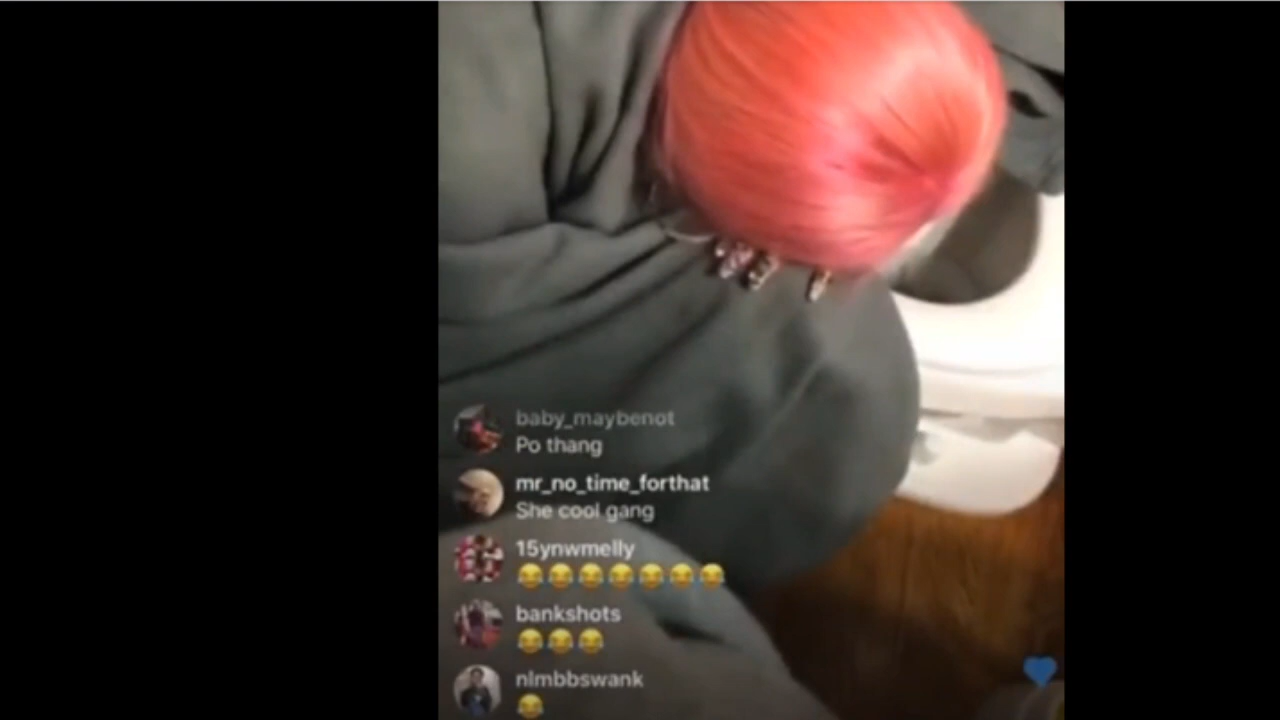 baby_maybenot
Po thang
mr_no_time_forthat
She cool gang
15ynwmelly
😂😂😂😂😂😂😂
bankshots
😂😂😂
nlmbbswank
😂